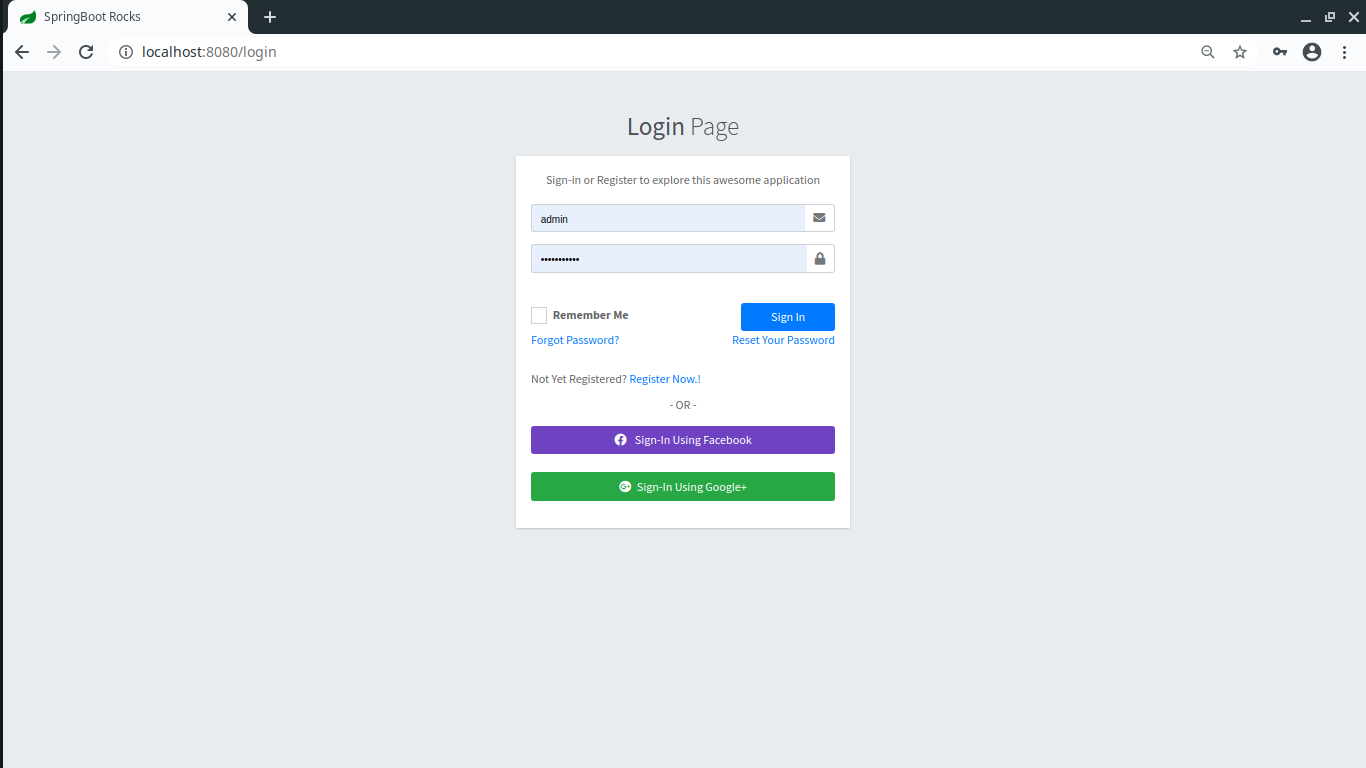 SpringBoot Rocks
localhost:8080/login
Login Page
Sign-in or Register to explore this awesome application
admin
•••••••••••
Remember Me
Sign In
Forgot Password?
Reset Your Password
Not Yet Registered? Register Now.!
- OR -
Sign-In Using Facebook
G+ Sign-In Using Google+